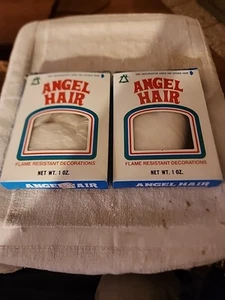 ANGEL
HAIR
FLAME RESISTANT DECORATIONS
NET WT. 1 OZ.
ANGEL HAIR
ANGEL
HAIR
FLAME RESISTANT DECORATIONS
NET WT. 1 OZ.
ANGEL HAIR